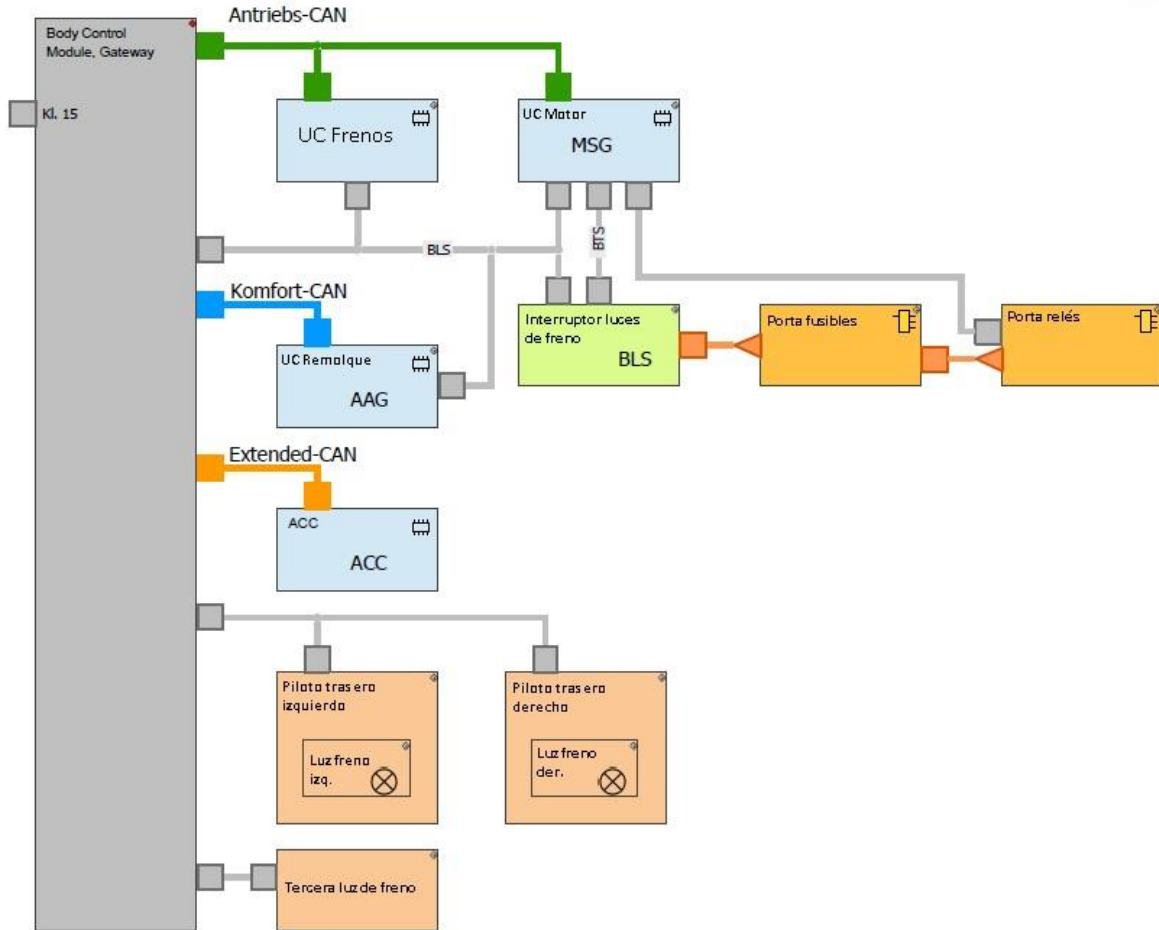 Antriebs-CAN
Body Control
Module, Gateway
Kl. 15
UC Frenos
UC Motor
MSG
BLS
BTS
Komfort-CAN
UC Remolque
AAG
Interruptor luces
de freno
BLS
Porta fusibles
Porta relés
Extended-CAN
ACC
ACC
Piloto trasero
izquierdo
Luz freno
izq.
Piloto trasero
derecho
Luz freno
der.
Tercera luz de freno